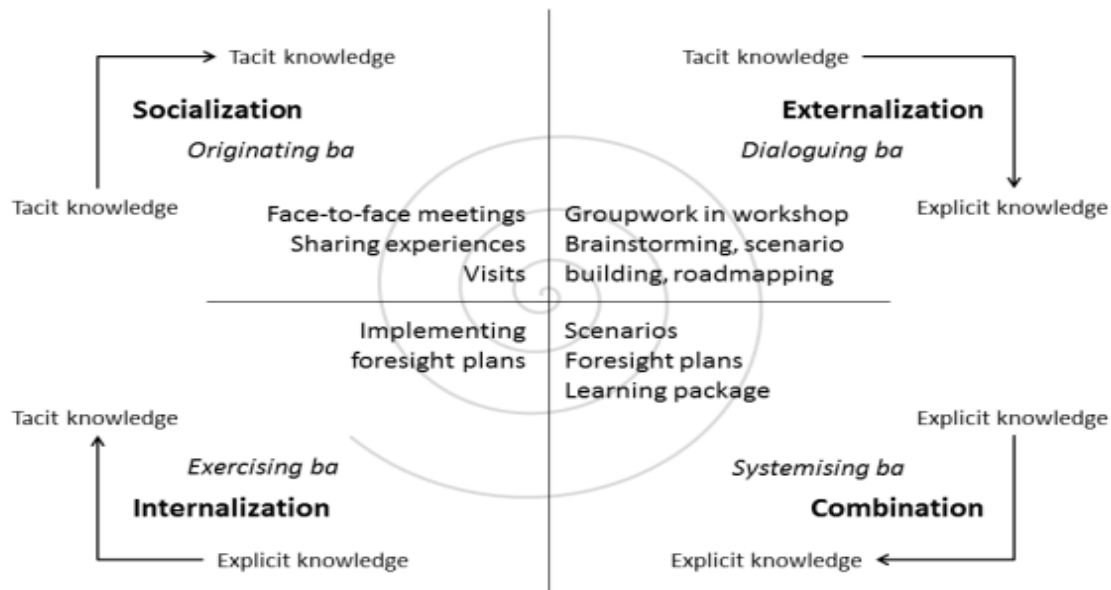 Tacit knowledge
Socialization
Originating ba
Tacit knowledge
Face-to-face meetings
Sharing experiences
Visits
Tacit knowledge
Externalization
Dialoguing ba
Explicit knowledge
Groupwork in workshop
Brainstorming, scenario
building, roadmapping
Implementing
foresight plans
Tacit knowledge
Exercising ba
Internalization
Explicit knowledge
Scenarios
Foresight plans
Learning package
Explicit knowledge
Systemising ba
Combination
Explicit knowledge